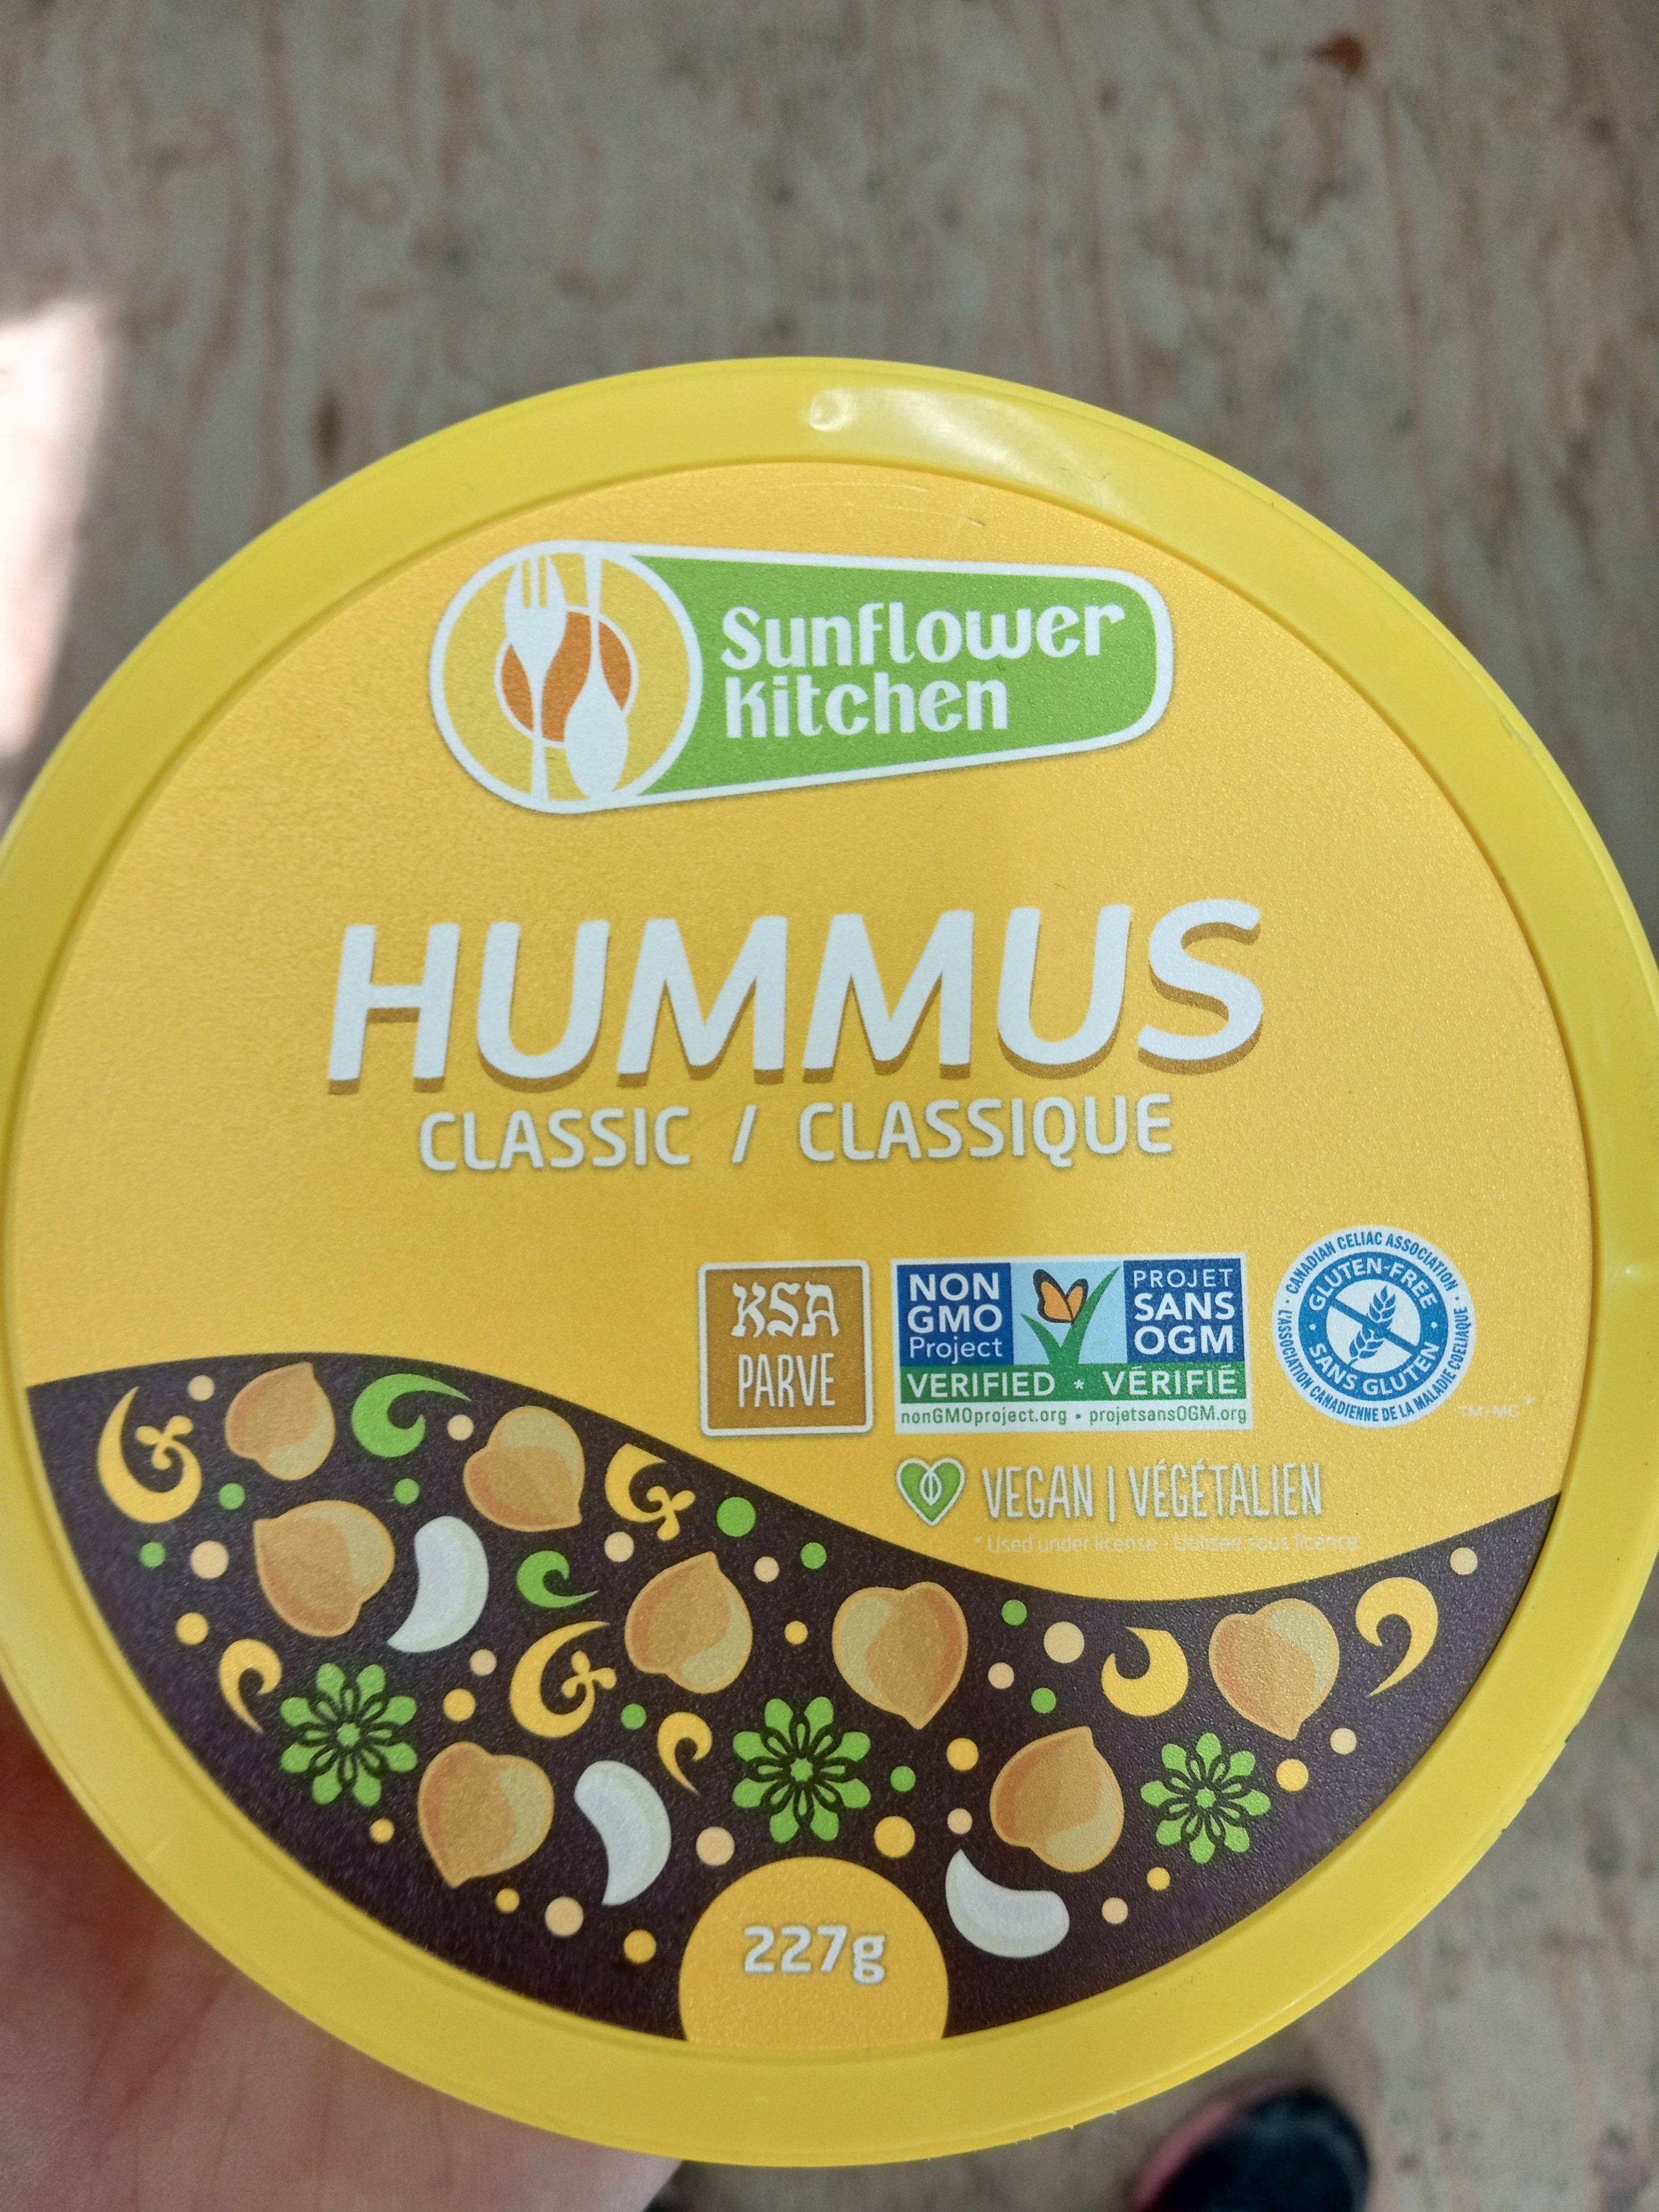 Sunflower
Kitchen
HUMMUS
CLASSIC / CLASSIQUE
KSA
PARVE
NON
GMO
Project
PROJET
SANS
OGM
VERIFIED * VÉRIFIÉ
nonGMOproject.org • projetsansOGM.org
• CANADIAN CELIAC ASSOCIATION •
L'ASSOCIATION CANADIENNE DE LA MALADIE COELIAQUE
GLUTEN-FREE
SANS GLUTEN
TM/MC *
VEGAN | VÉGÉTALIEN
* Used under license - Utilisée sous licence
227g